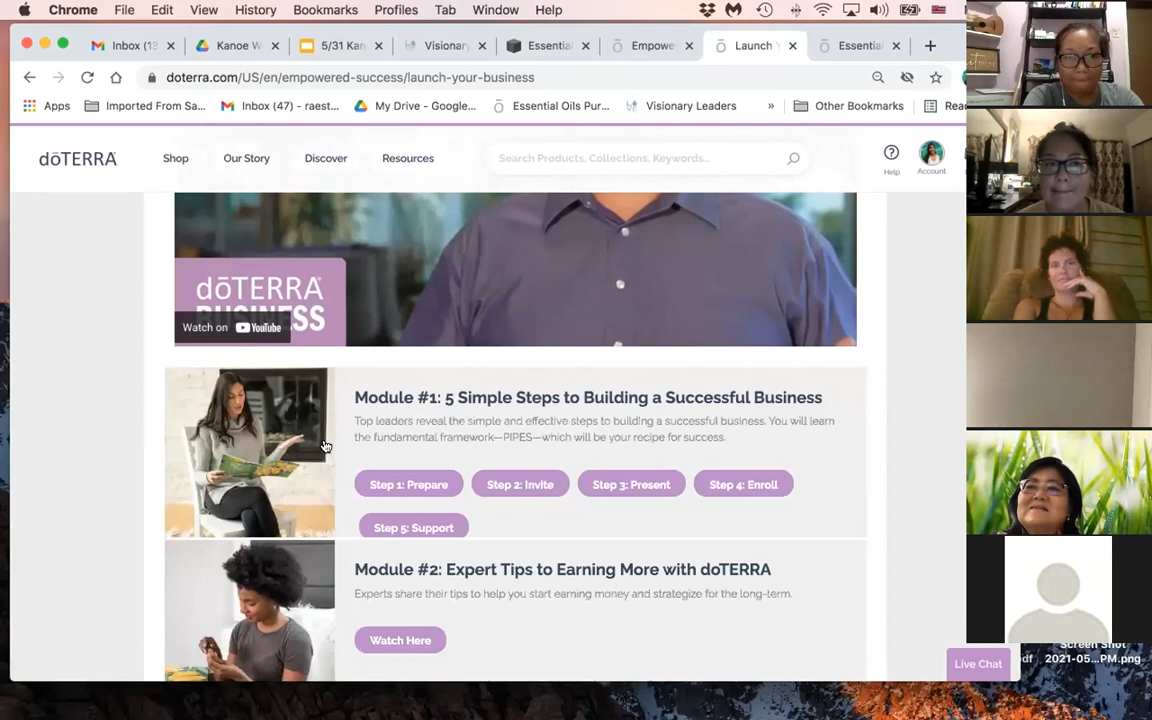 Chrome File Edit View History Bookmarks Profiles Tab Window Help
Inbox (13 Kanoe W 5/31 Kan Visionary Essential Empowe Launch Y Essential
doterra.com/US/en/empowered-success/launch-your-business
Apps Imported From Sa... Inbox (47) - raest... My Drive - Google... Essential Oils Pur... Visionary Leaders » Other Bookmarks Rea
dōTERRA Shop Our Story Discover Resources Search Products, Collections, Keywords... Help Account
dōTERRA
BUSINESS
Watch on YouTube
Module #1: 5 Simple Steps to Building a Successful Business
Top leaders reveal the simple and effective steps to building a successful business. You will learn
the fundamental framework—PIPES—which will be your recipe for success.
Step 1: Prepare Step 2: Invite Step 3: Present Step 4: Enroll
Step 5: Support
Module #2: Expert Tips to Earning More with doTERRA
Experts share their tips to help you start earning money and strategize for the long-term.
Watch Here
Live Chat
Screen Shot
df 2021-05...PM.png